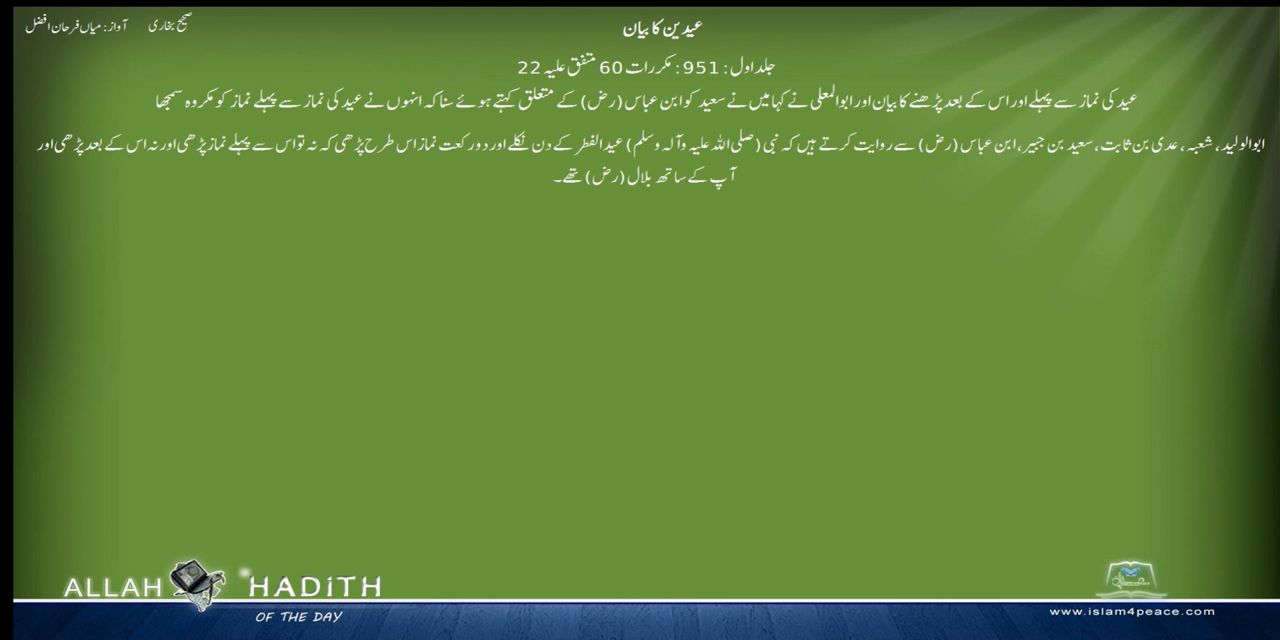 صحیح بخاری
آواز: میاں فرحان افضل
عیدین کا بیان
جلد اول : 951 : مکررات 60 متفق علیہ 22
عید کی نماز سے پہلے اور اس کے بعد پڑھنے کا بیان اور ابوالمعلی نے کہا میں نے سعید کو ابن عباس (رض) کے متعلق کہتے ہوئے سنا کہ انہوں نے عید کی نماز سے پہلے نماز کو مکروہ سمجھا
ابوالولید ، شعبہ ، عدی بن ثابت، سعید بن جبیر، ابن عباس (رض) سے روایت کرتے ہیں کہ نبی (صلی اللہ علیہ وآلہ وسلم) عیدالفطر کے دن نکلے اور دو رکعت نماز اس طرح پڑھی کہ نہ تو اس سے پہلے نماز پڑھی اور نہ اس کے بعد پڑھی اور
آپ کے ساتھ بلال (رض) تھے۔
ALLAH HADITH
OF THE DAY
www.islam4peace.com